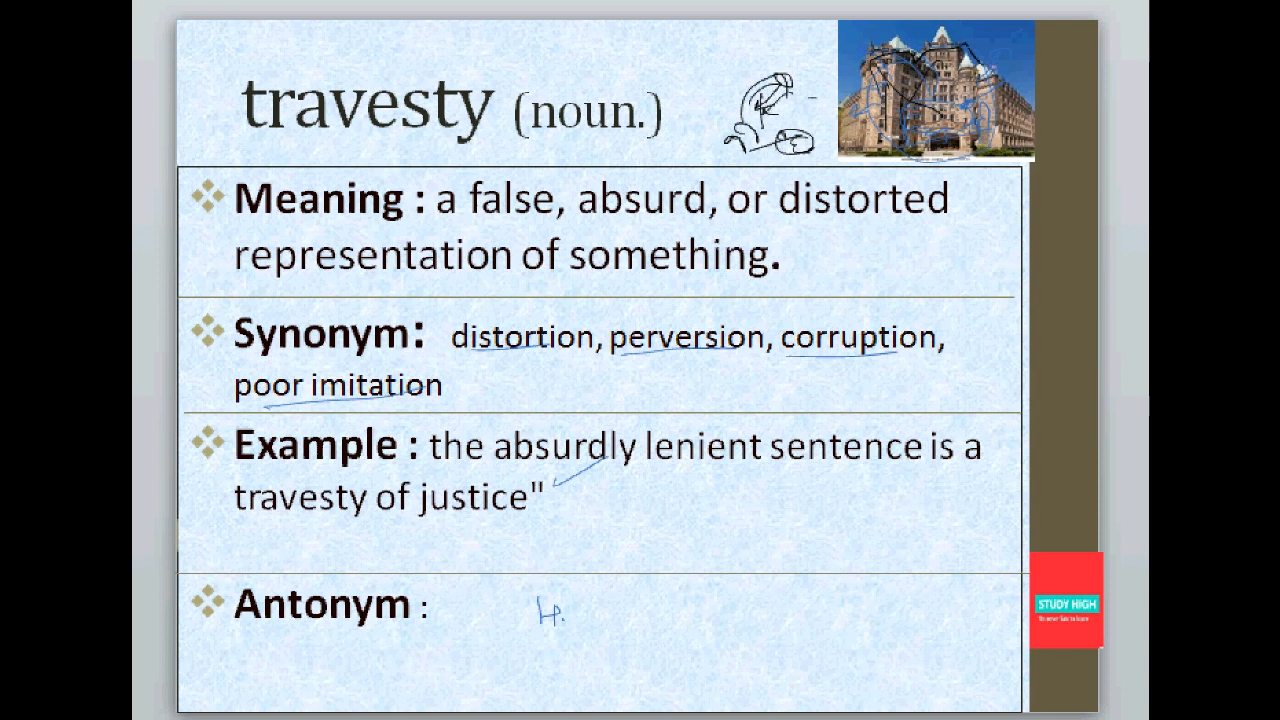 travesty (noun.)
Meaning : a false, absurd, or distorted
representation of something.
Synonym: distortion, perversion, corruption,
poor imitation
Example : the absurdly lenient sentence is a
travesty of justice"
Antonym :
STUDY HIGH